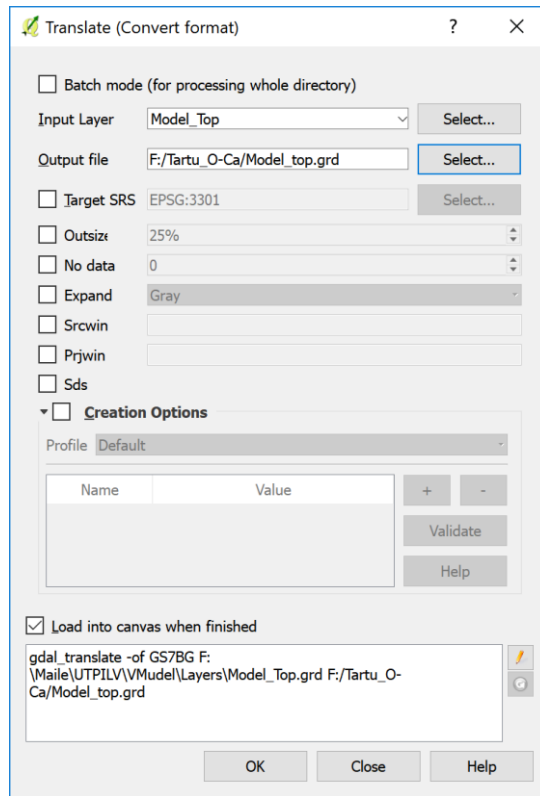 Translate (Convert format)
?
Batch mode (for processing whole directory)
Input Layer Model_Top Select...
Output file F:/Tartu_O-Ca/Model_top.grd Select...
Target SRS EPSG:3301 Select...
Outsize 25%
No data 0
Expand Gray
Srcwin
Prjwin
Sds
Creation Options
Profile Default
Name Value + -
Validate
Help
Load into canvas when finished
gdal_translate -of GS7BG F:
\Maile\UTPILV\VMudel\Layers\Model_Top.grd F:/Tartu_O-
Ca/Model_top.grd
OK Close Help